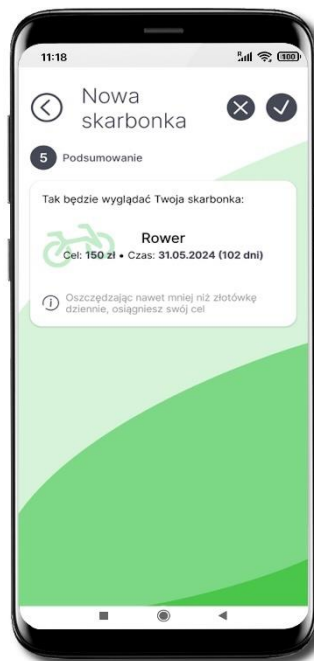 11:18
R
100
Nowa
skarbonka
5 Podsumowanie
Tak będzie wyglądać Twoja skarbonka:
Rower
Cel: 150 zł • Czas: 31.05.2024 (102 dni)
i Oszczędzając nawet mniej niż złotówkę
dziennie, osiągniesz swój cel